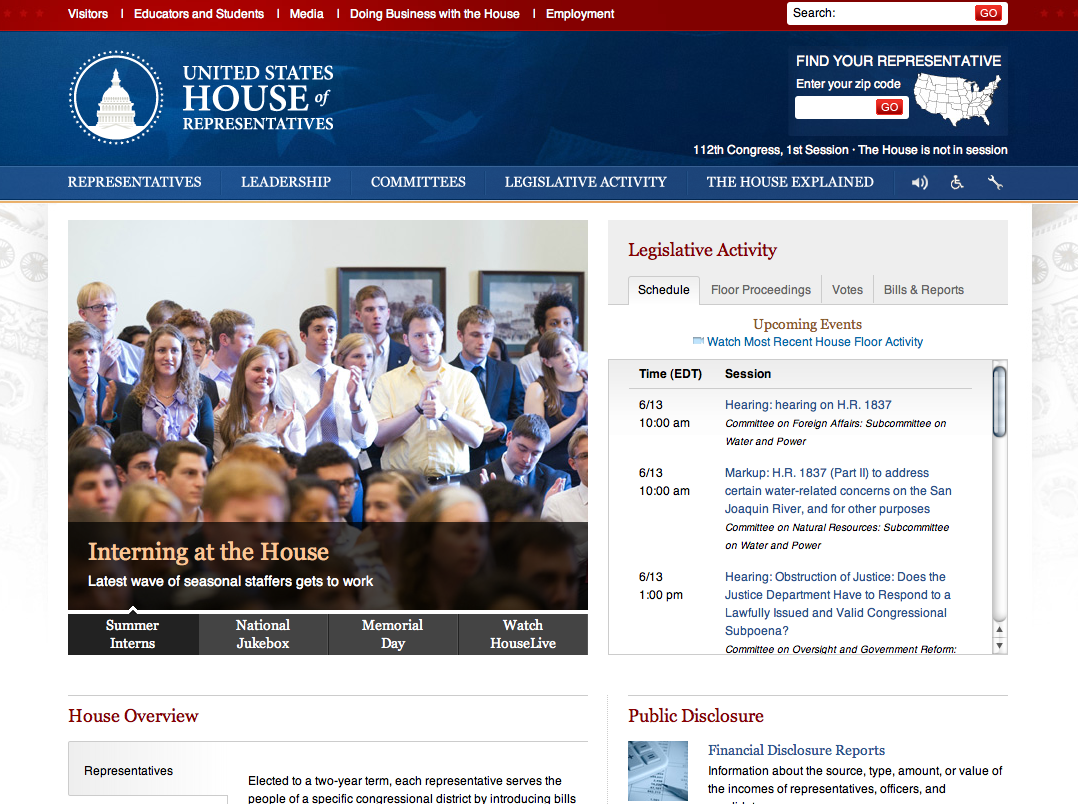 Visitors | Educators and Students | Media | Doing Business with the House | Employment
Search: GO
UNITED STATES
HOUSE of
REPRESENTATIVES
FIND YOUR REPRESENTATIVE
Enter your zip code
GO
112th Congress, 1st Session · The House is not in session
REPRESENTATIVES LEADERSHIP COMMITTEES LEGISLATIVE ACTIVITY THE HOUSE EXPLAINED
Interning at the House
Latest wave of seasonal staffers gets to work
Summer
Interns
National
Jukebox
Memorial
Day
Watch
HouseLive
Legislative Activity
Schedule Floor Proceedings Votes Bills & Reports
Upcoming Events
Watch Most Recent House Floor Activity
Time (EDT) Session
6/13
10:00 am
Hearing: hearing on H.R. 1837
Committee on Foreign Affairs: Subcommittee on
Water and Power
6/13
10:00 am
Markup: H.R. 1837 (Part II) to address
certain water-related concerns on the San
Joaquin River, and for other purposes
Committee on Natural Resources: Subcommittee
on Water and Power
6/13
1:00 pm
Hearing: Obstruction of Justice: Does the
Justice Department Have to Respond to a
Lawfully Issued and Valid Congressional
Subpoena?
Committee on Oversight and Government Reform:
House Overview
Representatives
Elected to a two-year term, each representative serves the
people of a specific congressional district by introducing bills
Public Disclosure
Financial Disclosure Reports
Information about the source, type, amount, or value of
the incomes of representatives, officers, and